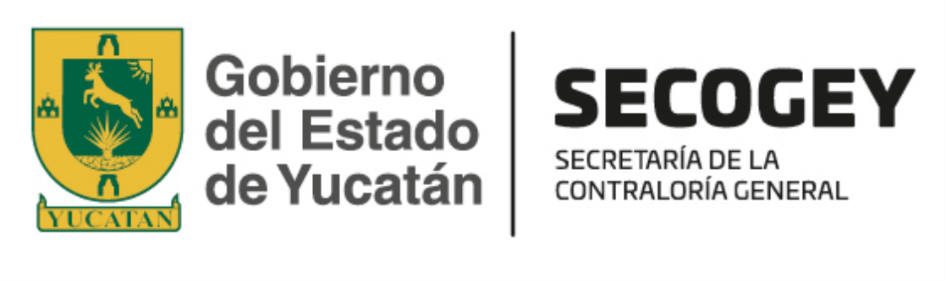 YUCATAN
Gobierno
del Estado
de Yucatán
SECOGEY
SECRETARÍA DE LA
CONTRALORÍA GENERAL